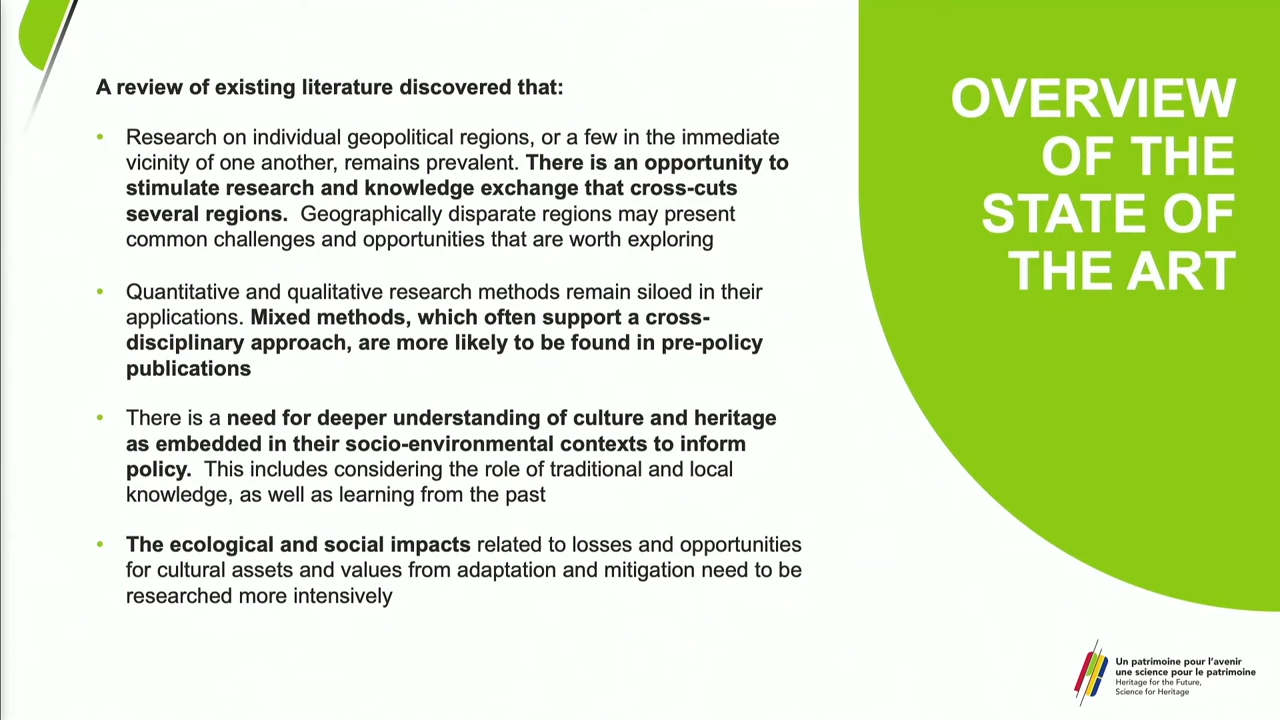 A review of existing literature discovered that:
• Research on individual geopolitical regions, or a few in the immediate
vicinity of one another, remains prevalent. There is an opportunity to
stimulate research and knowledge exchange that cross-cuts
several regions.  Geographically disparate regions may present
common challenges and opportunities that are worth exploring
• Quantitative and qualitative research methods remain siloed in their
applications. Mixed methods, which often support a cross-
disciplinary approach, are more likely to be found in pre-policy
publications
• There is a need for deeper understanding of culture and heritage
as embedded in their socio-environmental contexts to inform
policy.  This includes considering the role of traditional and local
knowledge, as well as learning from the past
• The ecological and social impacts related to losses and opportunities
for cultural assets and values from adaptation and mitigation need to be
researched more intensively
OVERVIEW
OF THE
STATE OF
THE ART
Un patrimoine pour l'avenir
une science pour le patrimoine
Heritage for the Future,
Science for Heritage